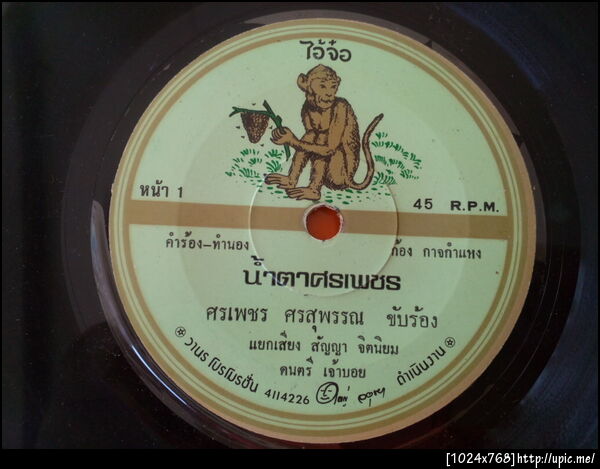 ไอ้จ๋อ
หน้า 1
45 R.P.M.
คำร้อง-ทำนอง ก้อง กาจกำแหง
น้ำตาศรเพชร
ศรเพชร ศรสุพรรณ ขับร้อง
แยกเสียง สัญญา จิตนิยม
ดนตรี เจ้าบอย
วานร โปรโมรชั่น 4114226 ดำเนินงาน
[1024x768]http://upic.me/